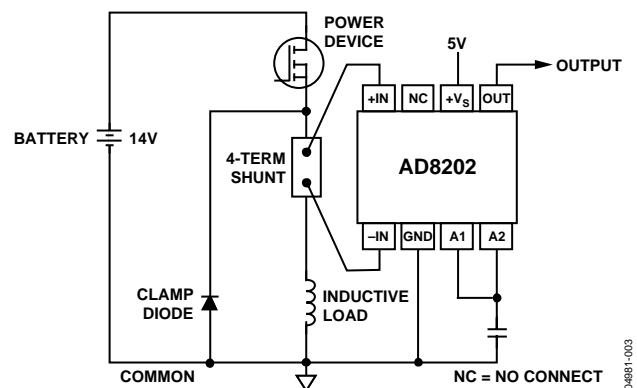 POWER
DEVICE
5V
OUTPUT
+IN NC +VS OUT
BATTERY 14V
4-TERM
SHUNT
AD8202
–IN GND A1 A2
CLAMP
DIODE
INDUCTIVE
LOAD
COMMON
NC = NO CONNECT
04981-003